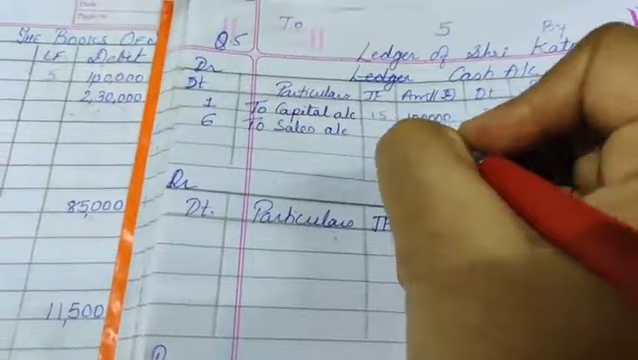 THE BOOKS OF
LF Debit
5 1,00,000
2,30,000
85,000
11,500
To 5 By
Q5 Ledger of Shri
Ledger Cash A/c
Dr
Dt Particulars JF Amt(₹) Dt
1 To Capital a/c 15 1,00,000
6 To Sales a/c
Dr
Dt. Particulars JF